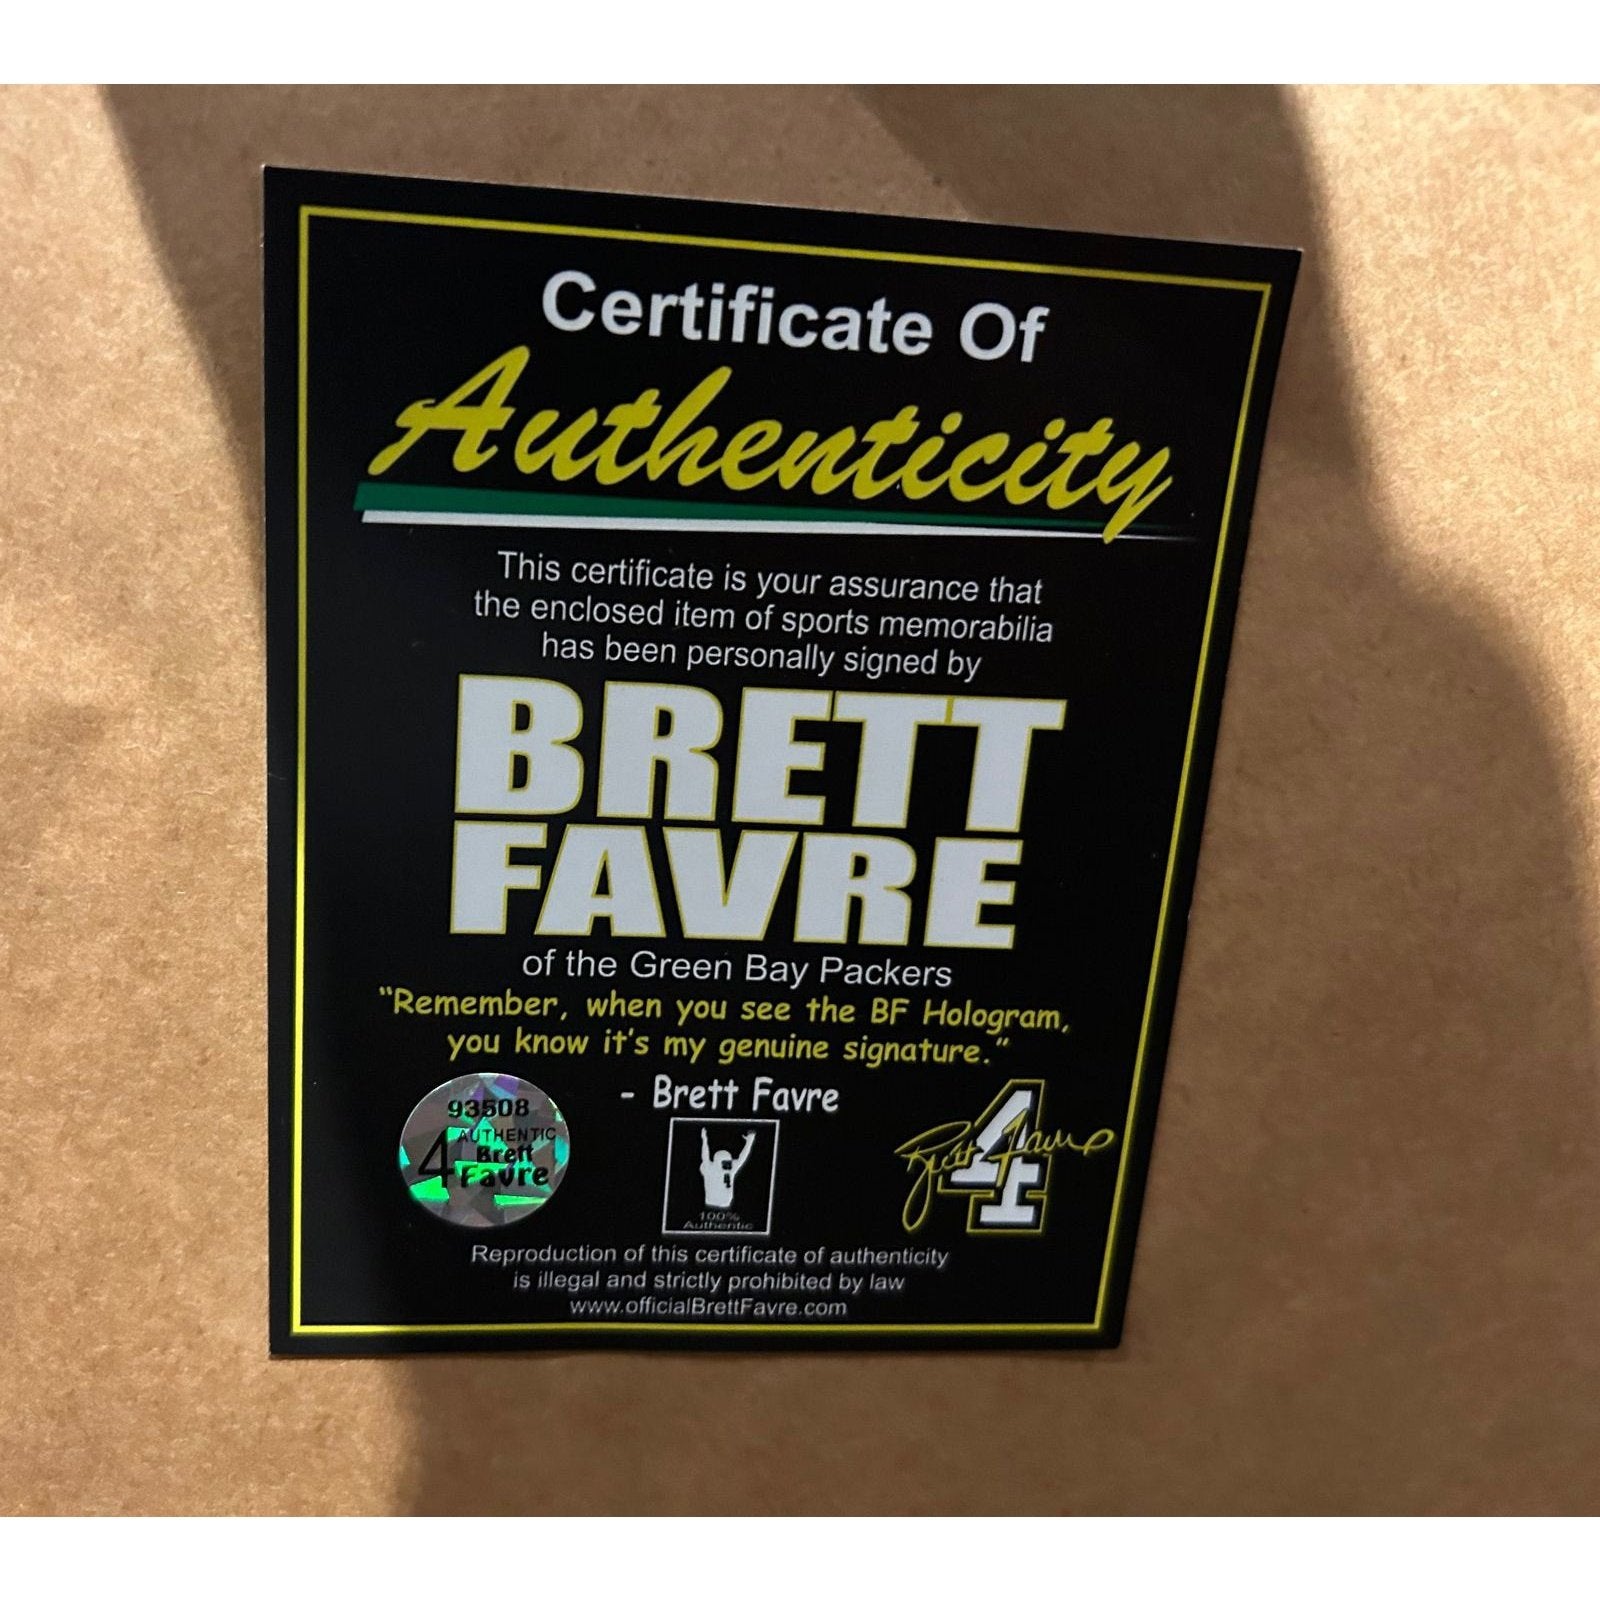 Certificate Of
Authenticity
This certificate is your assurance that
the enclosed item of sports memorabilia
has been personally signed by
BRETT
FAVRE
of the Green Bay Packers
"Remember, when you see the BF Hologram,
you know it's my genuine signature."
- Brett Favre
93508
AUTHENTIC
4 Brett
Favre
100%
Authentic
Brett Favre
4
Reproduction of this certificate of authenticity
is illegal and strictly prohibited by law
www.officialBrettFavre.com